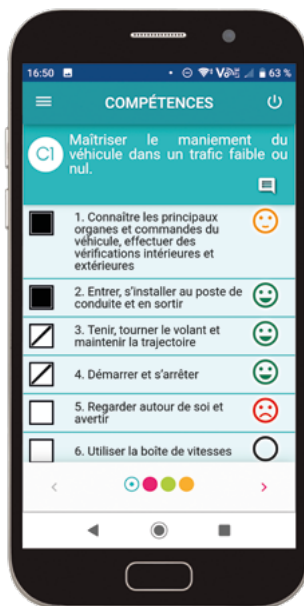 16:50 63 %
COMPÉTENCES
C1
Maîtriser le maniement du
véhicule dans un trafic faible ou
nul.
1. Connaître les principaux
organes et commandes du
véhicule, effectuer des
vérifications intérieures et
extérieures
2. Entrer, s'installer au poste de
conduite et en sortir
3. Tenir, tourner le volant et
maintenir la trajectoire
4. Démarrer et s'arrêter
5. Regarder autour de soi et
avertir
6. Utiliser la boîte de vitesses